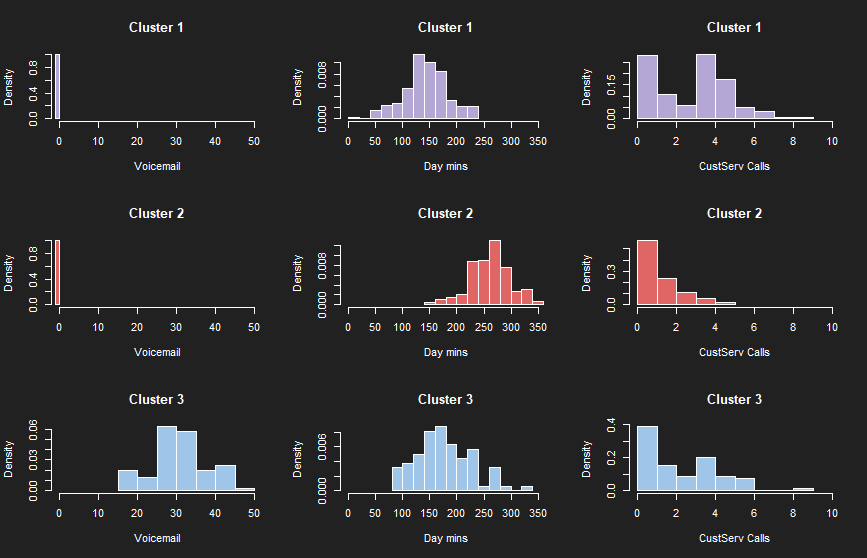 Cluster 1 Cluster 1 Cluster 1
Density 0.0 0.4 0.8
0 10 20 30 40 50
Voicemail
Density 0.000 0.008
0 50 100 150 200 250 300 350
Day mins
Density 0.00 0.15
0 2 4 6 8 10
CustServ Calls
Cluster 2 Cluster 2 Cluster 2
Density 0.0 0.4 0.8
0 10 20 30 40 50
Voicemail
Density 0.000 0.008
0 50 100 150 200 250 300 350
Day mins
Density 0.0 0.3
0 2 4 6 8 10
CustServ Calls
Cluster 3 Cluster 3 Cluster 3
Density 0.00 0.03 0.06
0 10 20 30 40 50
Voicemail
Density 0.000 0.006
0 50 100 150 200 250 300 350
Day mins
Density 0.0 0.2 0.4
0 2 4 6 8 10
CustServ Calls